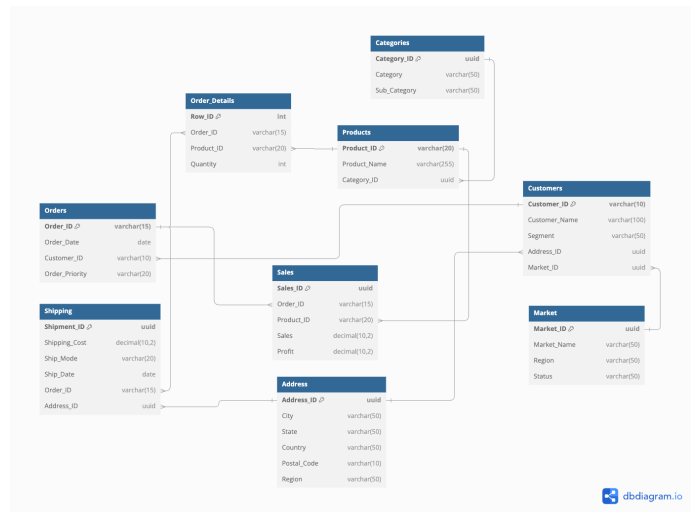 Categories
Category_ID uuid
Category varchar(50)
Sub_Category varchar(50)
Order_Details
Row_ID int
Order_ID varchar(15)
Product_ID varchar(20)
Quantity int
Products
Product_ID varchar(20)
Product_Name varchar(255)
Category_ID uuid
Customers
Customer_ID varchar(10)
Customer_Name varchar(100)
Segment varchar(50)
Address_ID uuid
Market_ID uuid
Orders
Order_ID varchar(15)
Order_Date date
Customer_ID varchar(10)
Order_Priority varchar(20)
Sales
Sales_ID uuid
Order_ID varchar(15)
Product_ID varchar(20)
Sales decimal(10,2)
Profit decimal(10,2)
Shipping
Shipment_ID uuid
Shipping_Cost decimal(10,2)
Ship_Mode varchar(20)
Ship_Date date
Order_ID varchar(15)
Address_ID uuid
Market
Market_ID uuid
Market_Name varchar(50)
Region varchar(50)
Status varchar(50)
Address
Address_ID uuid
City varchar(50)
State varchar(50)
Country varchar(50)
Postal_Code varchar(10)
Region varchar(50)
dbdiagram.io